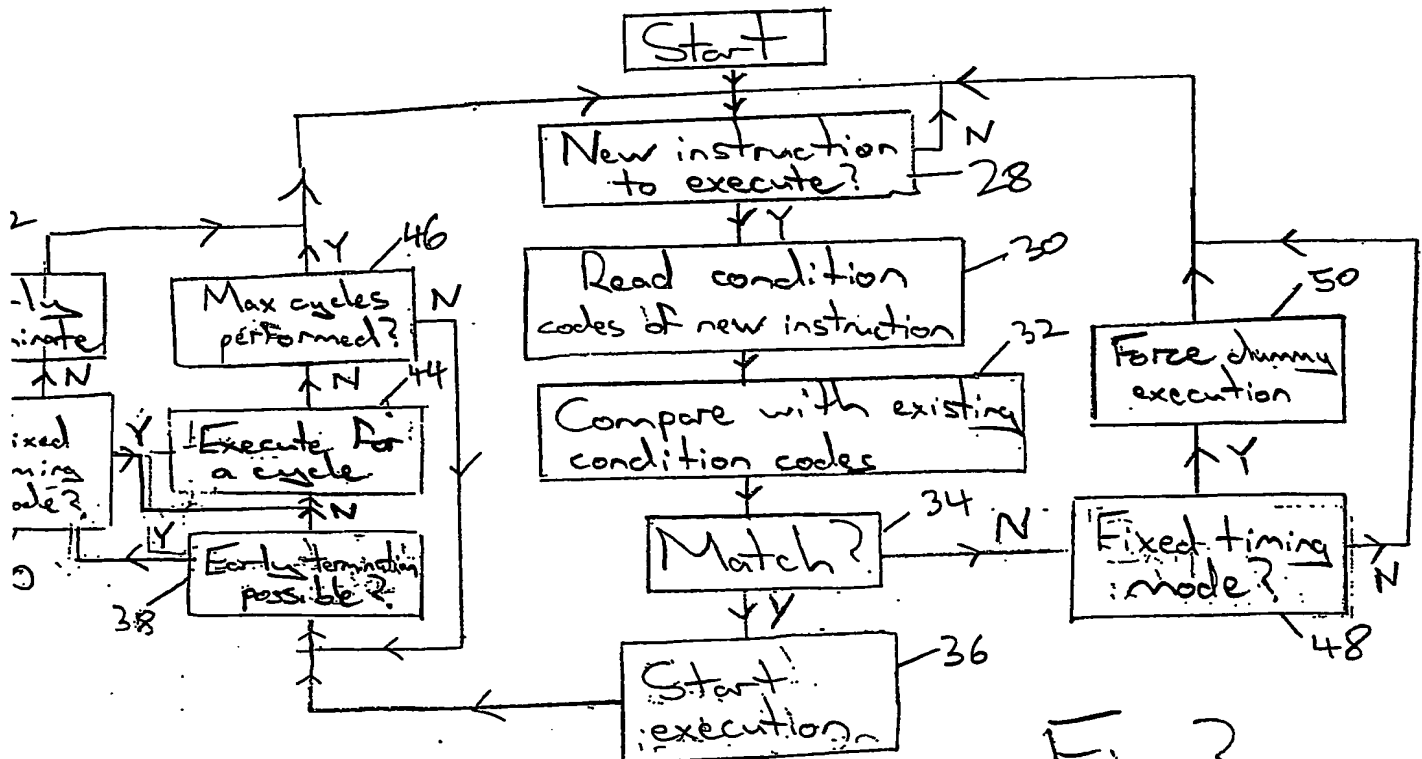 Start
New instruction
to execute?
N
28
Y
Read condition
codes of new instruction
30
Compare with existing
condition codes
32
Match?
34
N
Y
Start
execution
36
Early termination
possible?
38
Y
N
Execute for
a cycle
44
N
Max cycles
performed?
46
N
Y
Y
N
Fixed timing
mode?
48
N
Y
Force dummy
execution
50